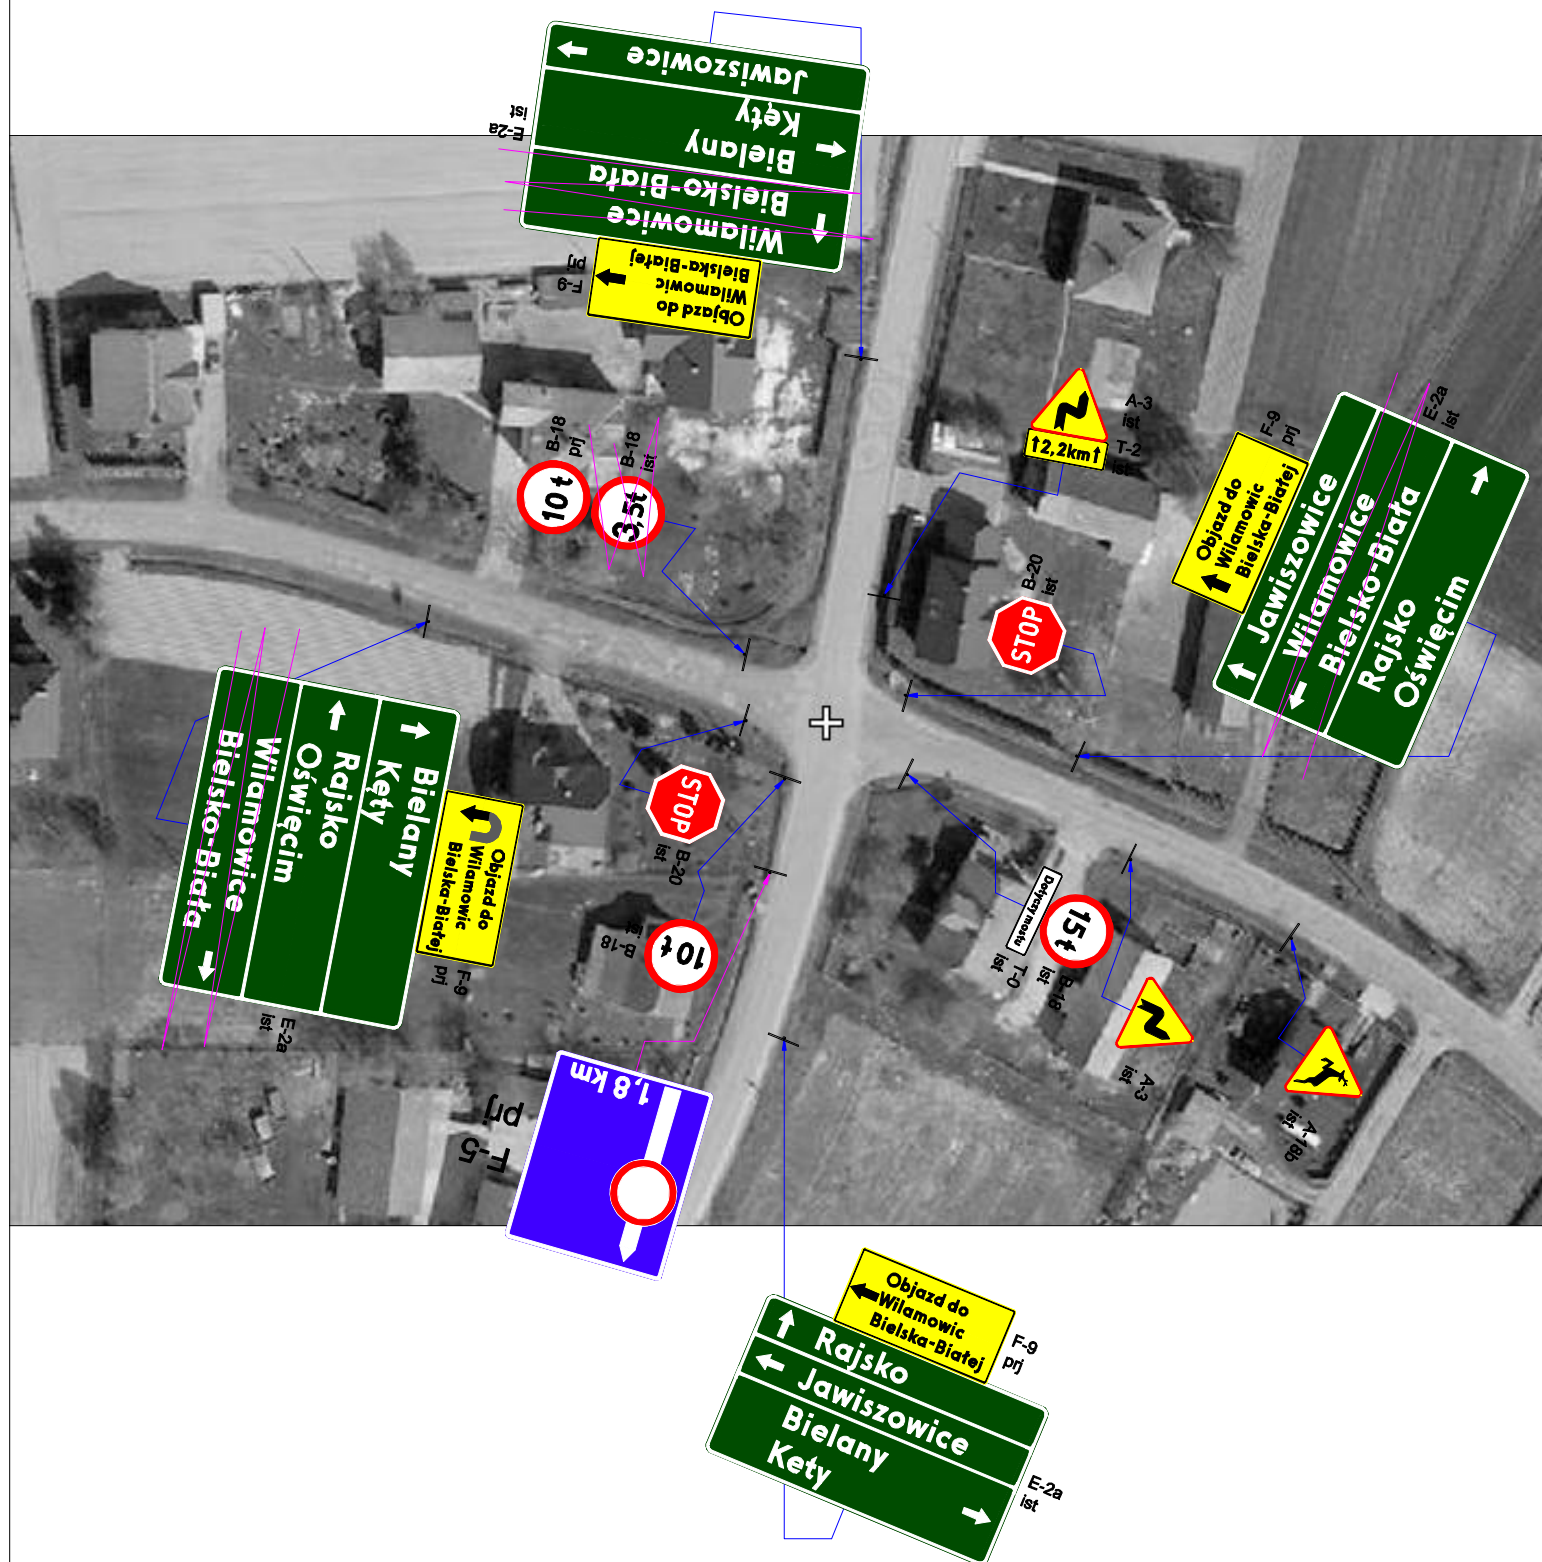 Jawiszowice
Kęty
Bielany
Bielsko-Biała
Wilamowice
E-2a
ist
Objazd do
Wilamowic
Bielska-Białej
F-9
prj
B-18
prj
10 t
B-18
ist
3,5t
A-3
ist
↑2,2km↑
T-2
ist
B-20
ist
STOP
F-9
prj
Objazd do
Wilamowic
Bielska-Białej
E-2a
ist
Jawiszowice
Wilamowice
Bielsko-Biała
Rajsko
Oświęcim
Bielany
Kęty
Rajsko
Oświęcim
Wilamowice
Bielsko-Biała
E-2a
ist
Objazd do
Wilamowic
Bielska-Białej
F-9
prj
STOP
B-20
ist
10 t
B-18
ist
Dotyczy mostu
T-0
ist
15 t
B-18
ist
A-3
ist
A-18b
ist
1,8 km
F-5
prj
Objazd do
Wilamowic
Bielska-Białej
F-9
prj
Rajsko
Jawiszowice
Bielany
Kęty
E-2a
ist